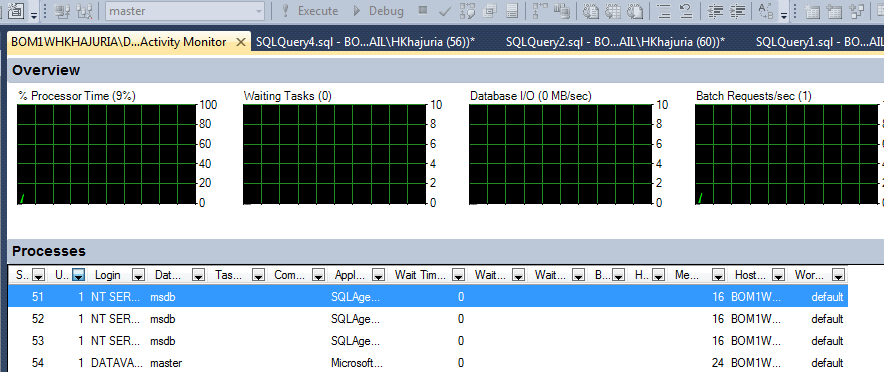 master Execute Debug
BOM1WHKHAJURIA\D...Activity Monitor SQLQuery4.sql - BO...AIL\HKhajuria (56))* SQLQuery2.sql - BO...AIL\HKhajuria (60))* SQLQuery1.sql - BO...AIL
Overview
% Processor Time (9%) Waiting Tasks (0) Database I/O (0 MB/sec) Batch Requests/sec (1)
100 10 10
80 8 8
60 6 6
40 4 4
20 2 2
0 0 0
Processes
S.. U.. Login Dat... Tas... Com... Appl... Wait Tim... Wait... Wait... B... H.. Me... Host... Wor...
51 1 NT SER... msdb SQLAge... 0 16 BOM1W... default
52 1 NT SER... msdb SQLAge... 0 16 BOM1W... default
53 1 NT SER... msdb SQLAge... 0 16 BOM1W... default
54 1 DATAVA... master Microsoft... 0 24 BOM1W... default